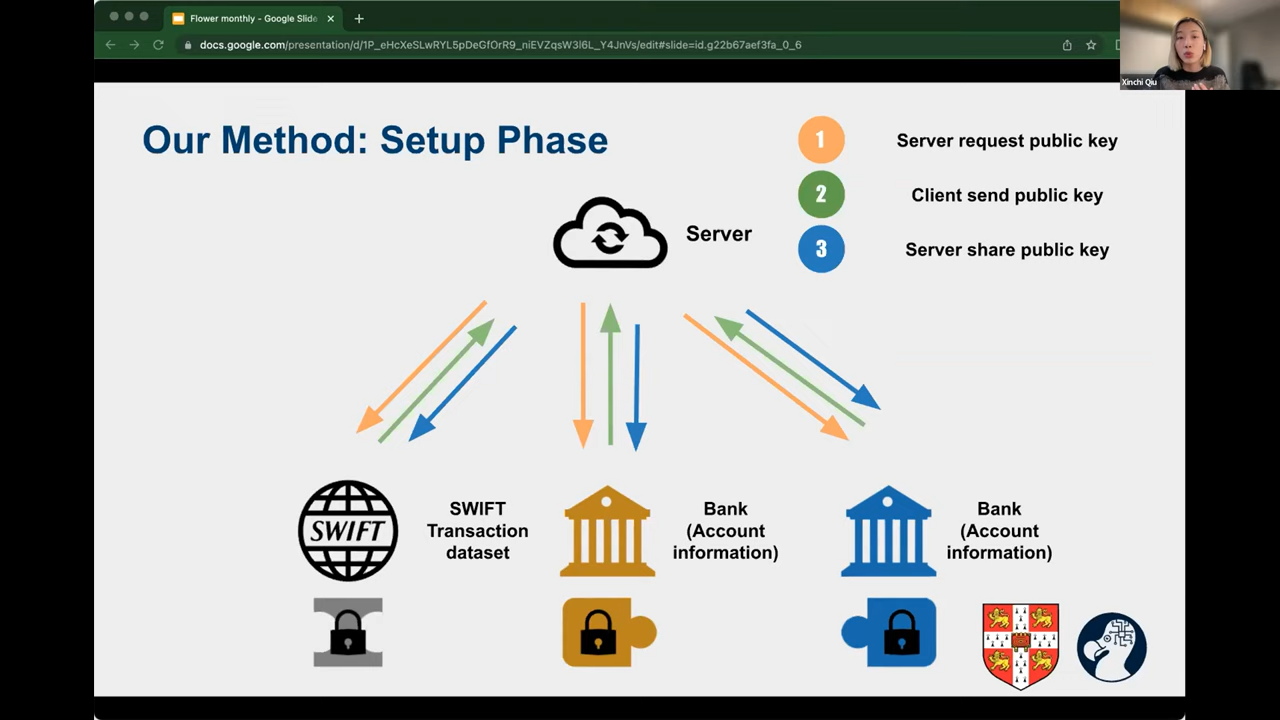 Flower monthly - Google Slide
docs.google.com/presentation/d/1P_eHcXeSLwRYL5pDeGfOrR9_niEVZqsW3l6L_Y4JnVs/edit#slide=id.g22b67aef3fa_0_6
Xinchi Qiu
Our Method: Setup Phase
1 Server request public key
2 Client send public key
3 Server share public key
Server
SWIFT
SWIFT
Transaction
dataset
Bank
(Account
information)
Bank
(Account
information)